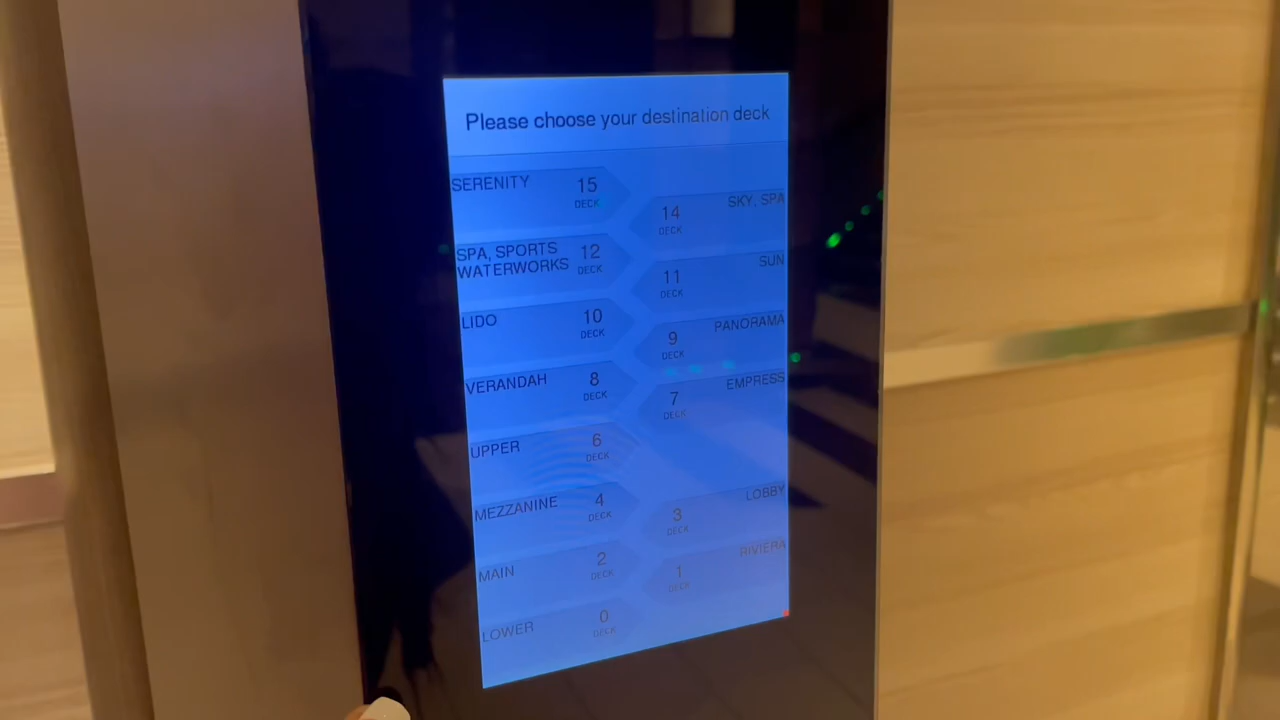 Please choose your destination deck
SERENITY 15
DECK
14 SKY, SPA
DECK
SPA, SPORTS 12
WATERWORKS DECK
11 SUN
DECK
LIDO 10
DECK
9 PANORAMA
DECK
VERANDAH 8
DECK
7 EMPRESS
DECK
UPPER 6
DECK
MEZZANINE 4
DECK
3 LOBBY
DECK
MAIN 2
DECK
1 RIVIERA
DECK
LOWER 0
DECK